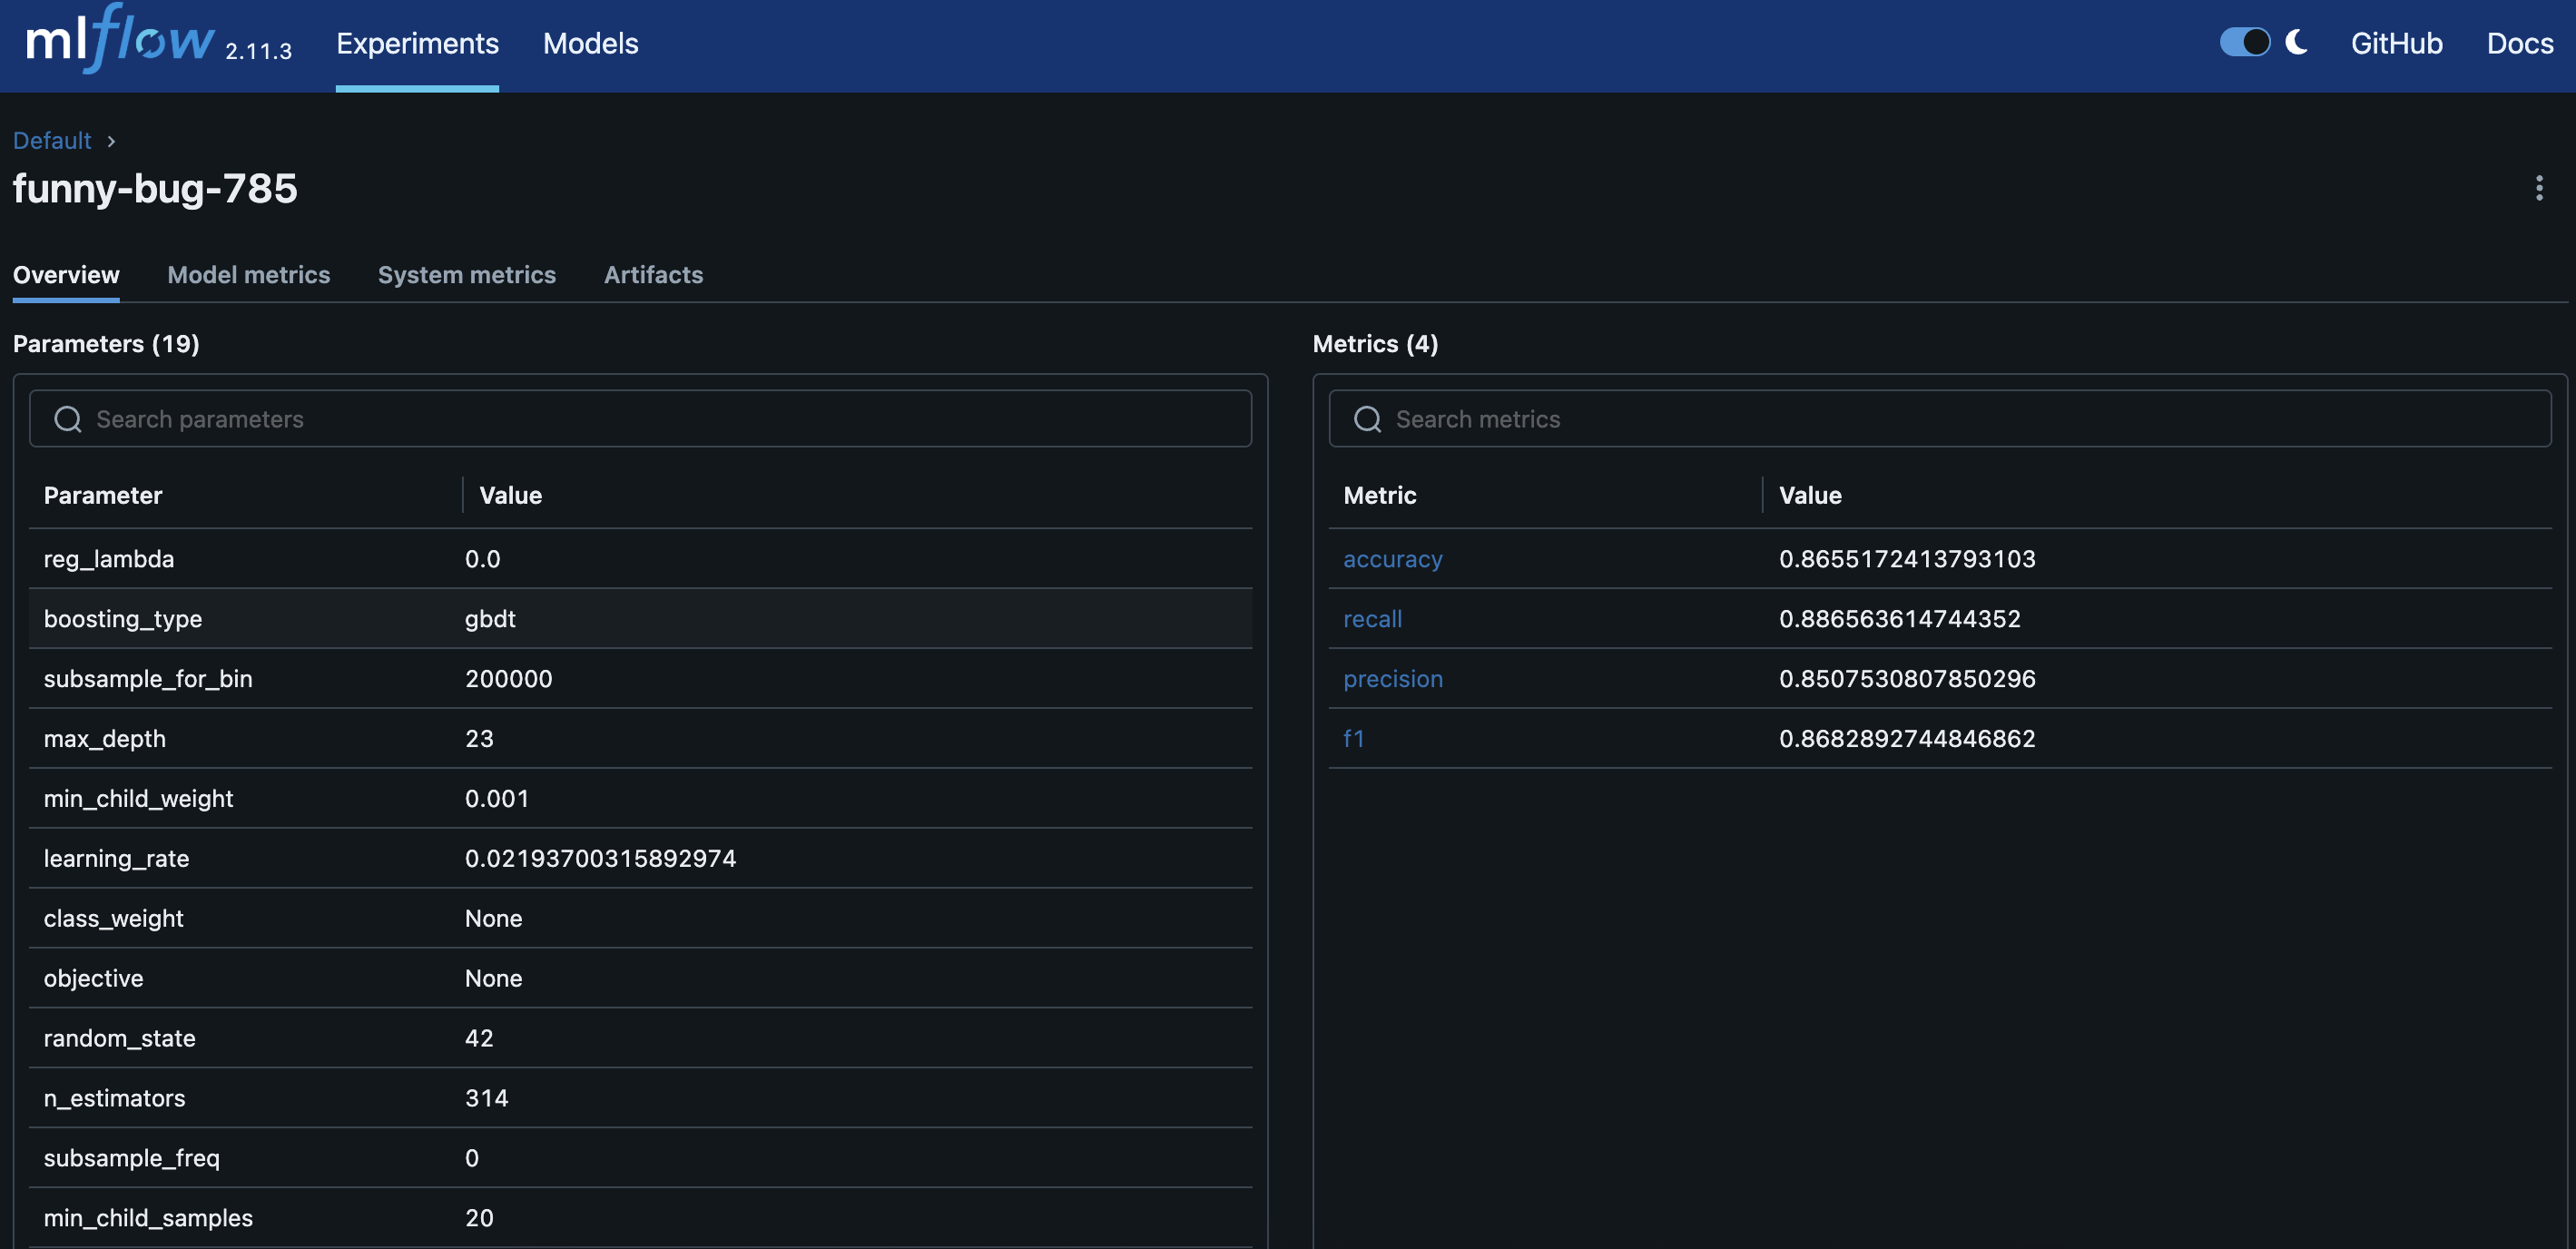 mlflow 2.11.3 Experiments Models GitHub Docs
Default ›
funny-bug-785
Overview Model metrics System metrics Artifacts
Parameters (19)
Search parameters
Parameter Value
reg_lambda 0.0
boosting_type gbdt
subsample_for_bin 200000
max_depth 23
min_child_weight 0.001
learning_rate 0.02193700315892974
class_weight None
objective None
random_state 42
n_estimators 314
subsample_freq 0
min_child_samples 20
Metrics (4)
Search metrics
Metric Value
accuracy 0.8655172413793103
recall 0.886563614744352
precision 0.8507530807850296
f1 0.8682892744846862